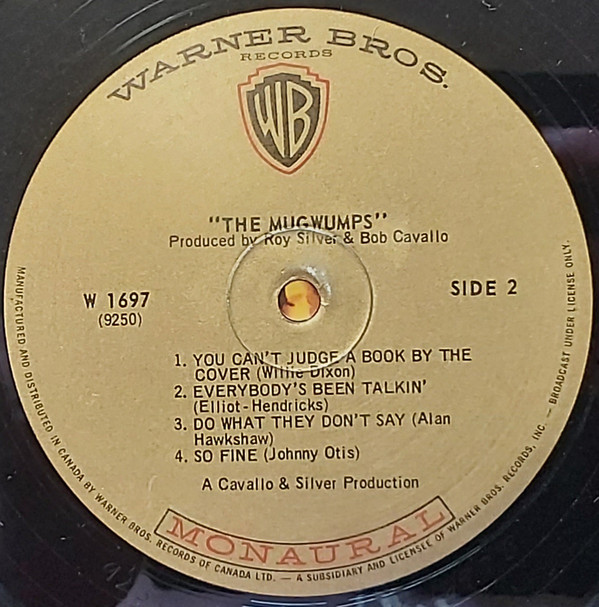 WARNER BROS.
RECORDS
WB
"THE MUGWUMPS"
Produced by Roy Silver & Bob Cavallo
W 1697
(9250)
SIDE 2
1. YOU CAN'T JUDGE A BOOK BY THE
COVER (Willie Dixon)
2. EVERYBODY'S BEEN TALKIN'
(Elliot-Hendricks)
3. DO WHAT THEY DON'T SAY (Alan
Hawkshaw)
4. SO FINE (Johnny Otis)
A Cavallo & Silver Production
MONAURAL
MANUFACTURED AND DISTRIBUTED IN CANADA BY WARNER BROS. RECORDS OF CANADA LTD. — A SUBSIDIARY AND LICENSEE OF WARNER BROS. RECORDS, INC. — BROADCAST UNDER LICENSE ONLY.